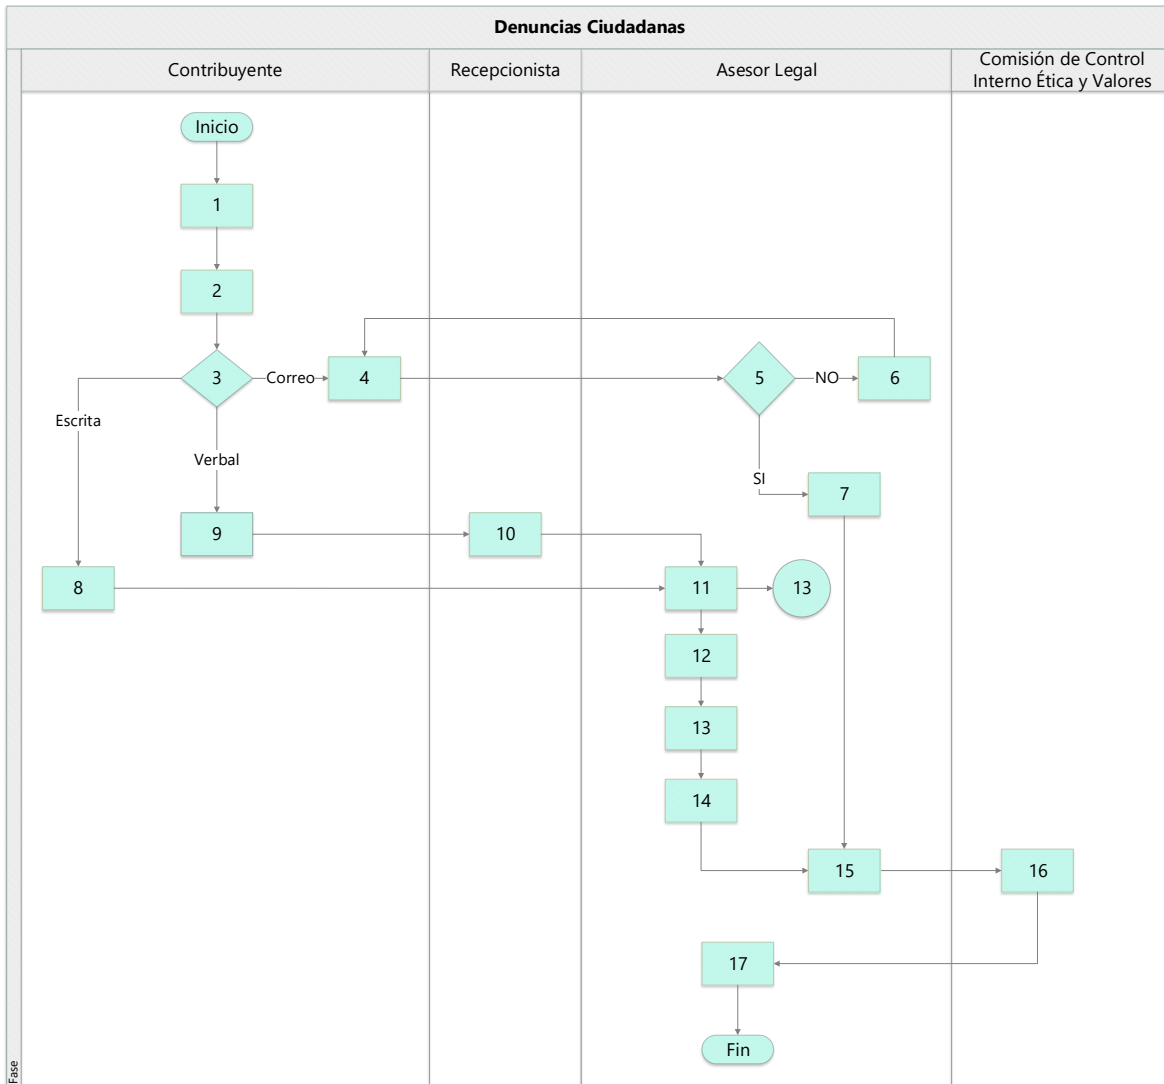 Denuncias Ciudadanas
Contribuyente
Recepcionista
Asesor Legal
Comisión de Control
Interno Ética y Valores
Inicio
1
2
3
Correo
4
5
NO
6
Escrita
Verbal
SI
7
9
10
8
11
13
12
13
14
15
16
17
Fin
Fase